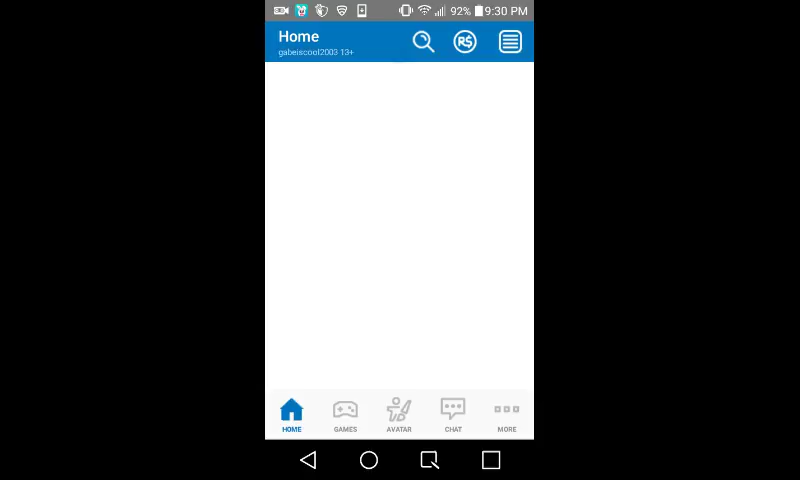 92% 9:30 PM
Home
gabeiscool2003 13+
R$
HOME GAMES AVATAR CHAT MORE